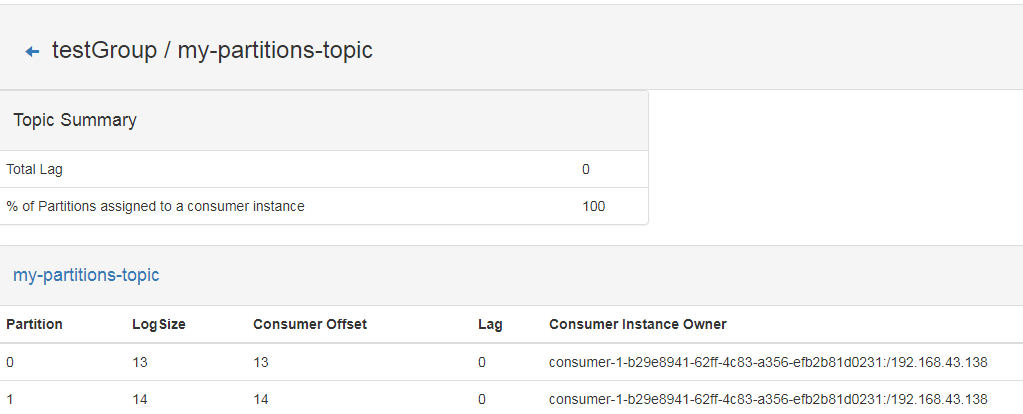 testGroup / my-partitions-topic
Topic Summary
Total Lag 0
% of Partitions assigned to a consumer instance 100
my-partitions-topic
Partition LogSize Consumer Offset Lag Consumer Instance Owner
0 13 13 0 consumer-1-b29e8941-62ff-4c83-a356-efb2b81d0231:/192.168.43.138
1 14 14 0 consumer-1-b29e8941-62ff-4c83-a356-efb2b81d0231:/192.168.43.138